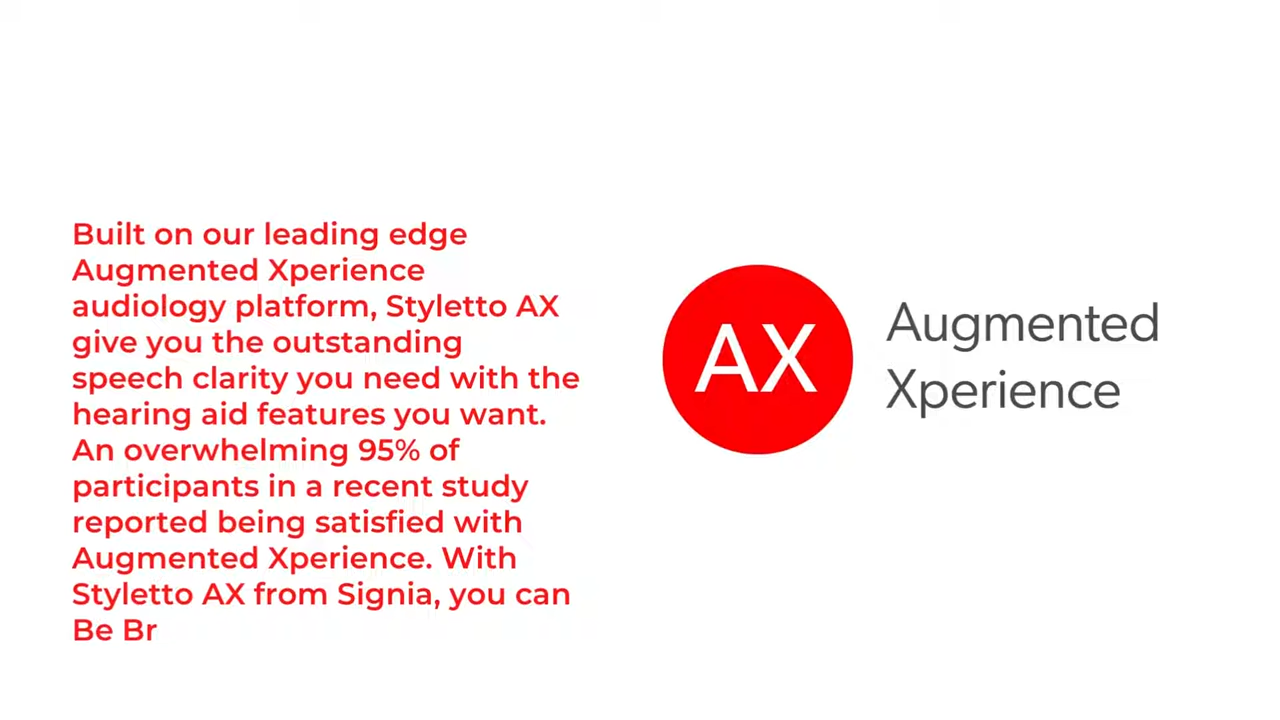 Built on our leading edge
Augmented Xperience
audiology platform, Styletto AX
give you the outstanding
speech clarity you need with the
hearing aid features you want.
An overwhelming 95% of
participants in a recent study
reported being satisfied with
Augmented Xperience. With
Styletto AX from Signia, you can
Be Br
AX
Augmented
Xperience